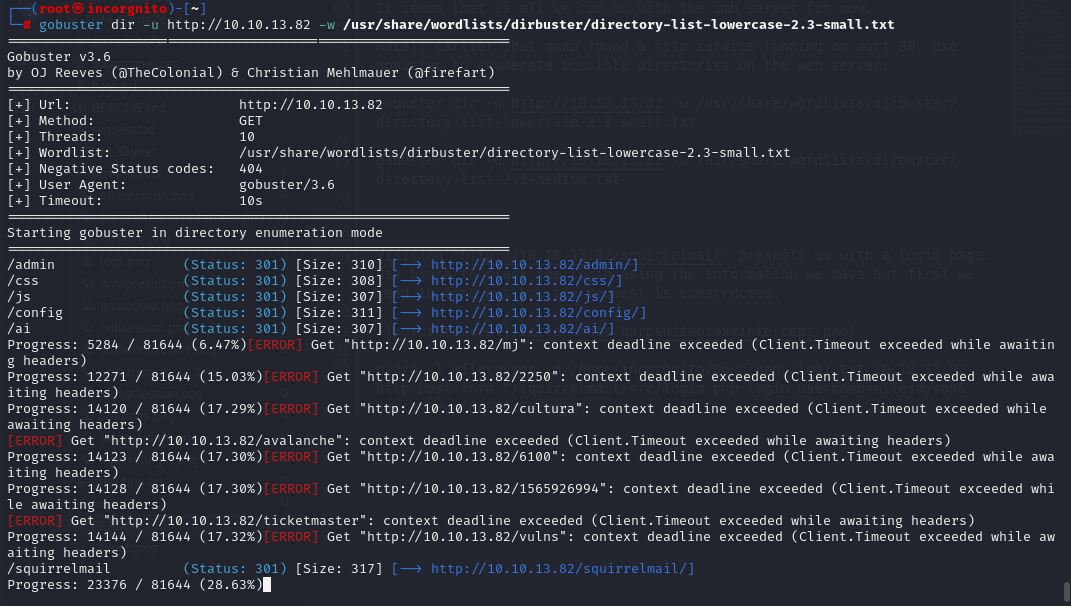 ┌──(root㉿incorgnito)-[~]
└─# gobuster dir -u http://10.10.13.82 -w /usr/share/wordlists/dirbuster/directory-list-lowercase-2.3-small.txt
===============================================================
Gobuster v3.6
by OJ Reeves (@TheColonial) & Christian Mehlmauer (@firefart)
===============================================================
[+] Url:                     http://10.10.13.82
[+] Method:                  GET
[+] Threads:                 10
[+] Wordlist:                /usr/share/wordlists/dirbuster/directory-list-lowercase-2.3-small.txt
[+] Negative Status codes:   404
[+] User Agent:              gobuster/3.6
[+] Timeout:                 10s
===============================================================
Starting gobuster in directory enumeration mode
===============================================================
/admin                (Status: 301) [Size: 310] [--> http://10.10.13.82/admin/]
/css                  (Status: 301) [Size: 308] [--> http://10.10.13.82/css/]
/js                   (Status: 301) [Size: 307] [--> http://10.10.13.82/js/]
/config               (Status: 301) [Size: 311] [--> http://10.10.13.82/config/]
/ai                   (Status: 301) [Size: 307] [--> http://10.10.13.82/ai/]
Progress: 5284 / 81644 (6.47%)[ERROR] Get "http://10.10.13.82/mj": context deadline exceeded (Client.Timeout exceeded while awaitin
g headers)
Progress: 12271 / 81644 (15.03%)[ERROR] Get "http://10.10.13.82/2250": context deadline exceeded (Client.Timeout exceeded while awa
iting headers)
Progress: 14120 / 81644 (17.29%)[ERROR] Get "http://10.10.13.82/cultura": context deadline exceeded (Client.Timeout exceeded while
awaiting headers)
[ERROR] Get "http://10.10.13.82/avalanche": context deadline exceeded (Client.Timeout exceeded while awaiting headers)
Progress: 14123 / 81644 (17.30%)[ERROR] Get "http://10.10.13.82/6100": context deadline exceeded (Client.Timeout exceeded while awa
iting headers)
Progress: 14128 / 81644 (17.30%)[ERROR] Get "http://10.10.13.82/1565926994": context deadline exceeded (Client.Timeout exceeded whi
le awaiting headers)
[ERROR] Get "http://10.10.13.82/ticketmaster": context deadline exceeded (Client.Timeout exceeded while awaiting headers)
Progress: 14144 / 81644 (17.32%)[ERROR] Get "http://10.10.13.82/vulns": context deadline exceeded (Client.Timeout exceeded while aw
aiting headers)
/squirrelmail         (Status: 301) [Size: 317] [--> http://10.10.13.82/squirrelmail/]
Progress: 23376 / 81644 (28.63%)